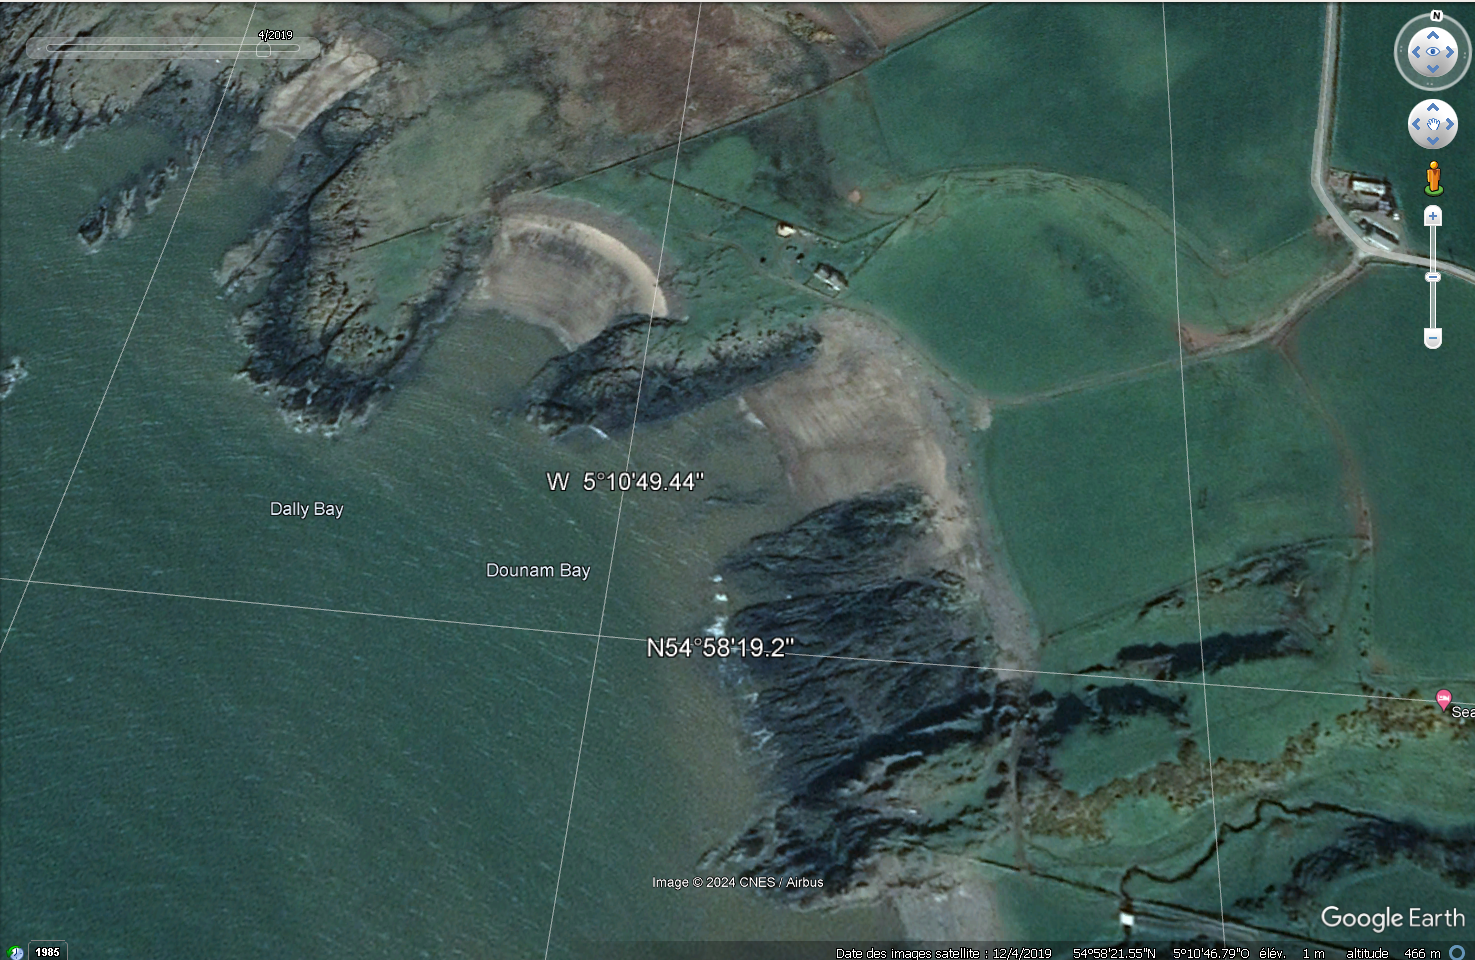 4/2019
N
W 5°10'49.44"
Dally Bay
Dounam Bay
N54°58'19.2"
Sea
Image © 2024 CNES / Airbus
Google Earth
1985
Date des images satellite : 12/4/2019 54°58'21.55"N 5°10'46.79"O élév. 1 m altitude 466 m